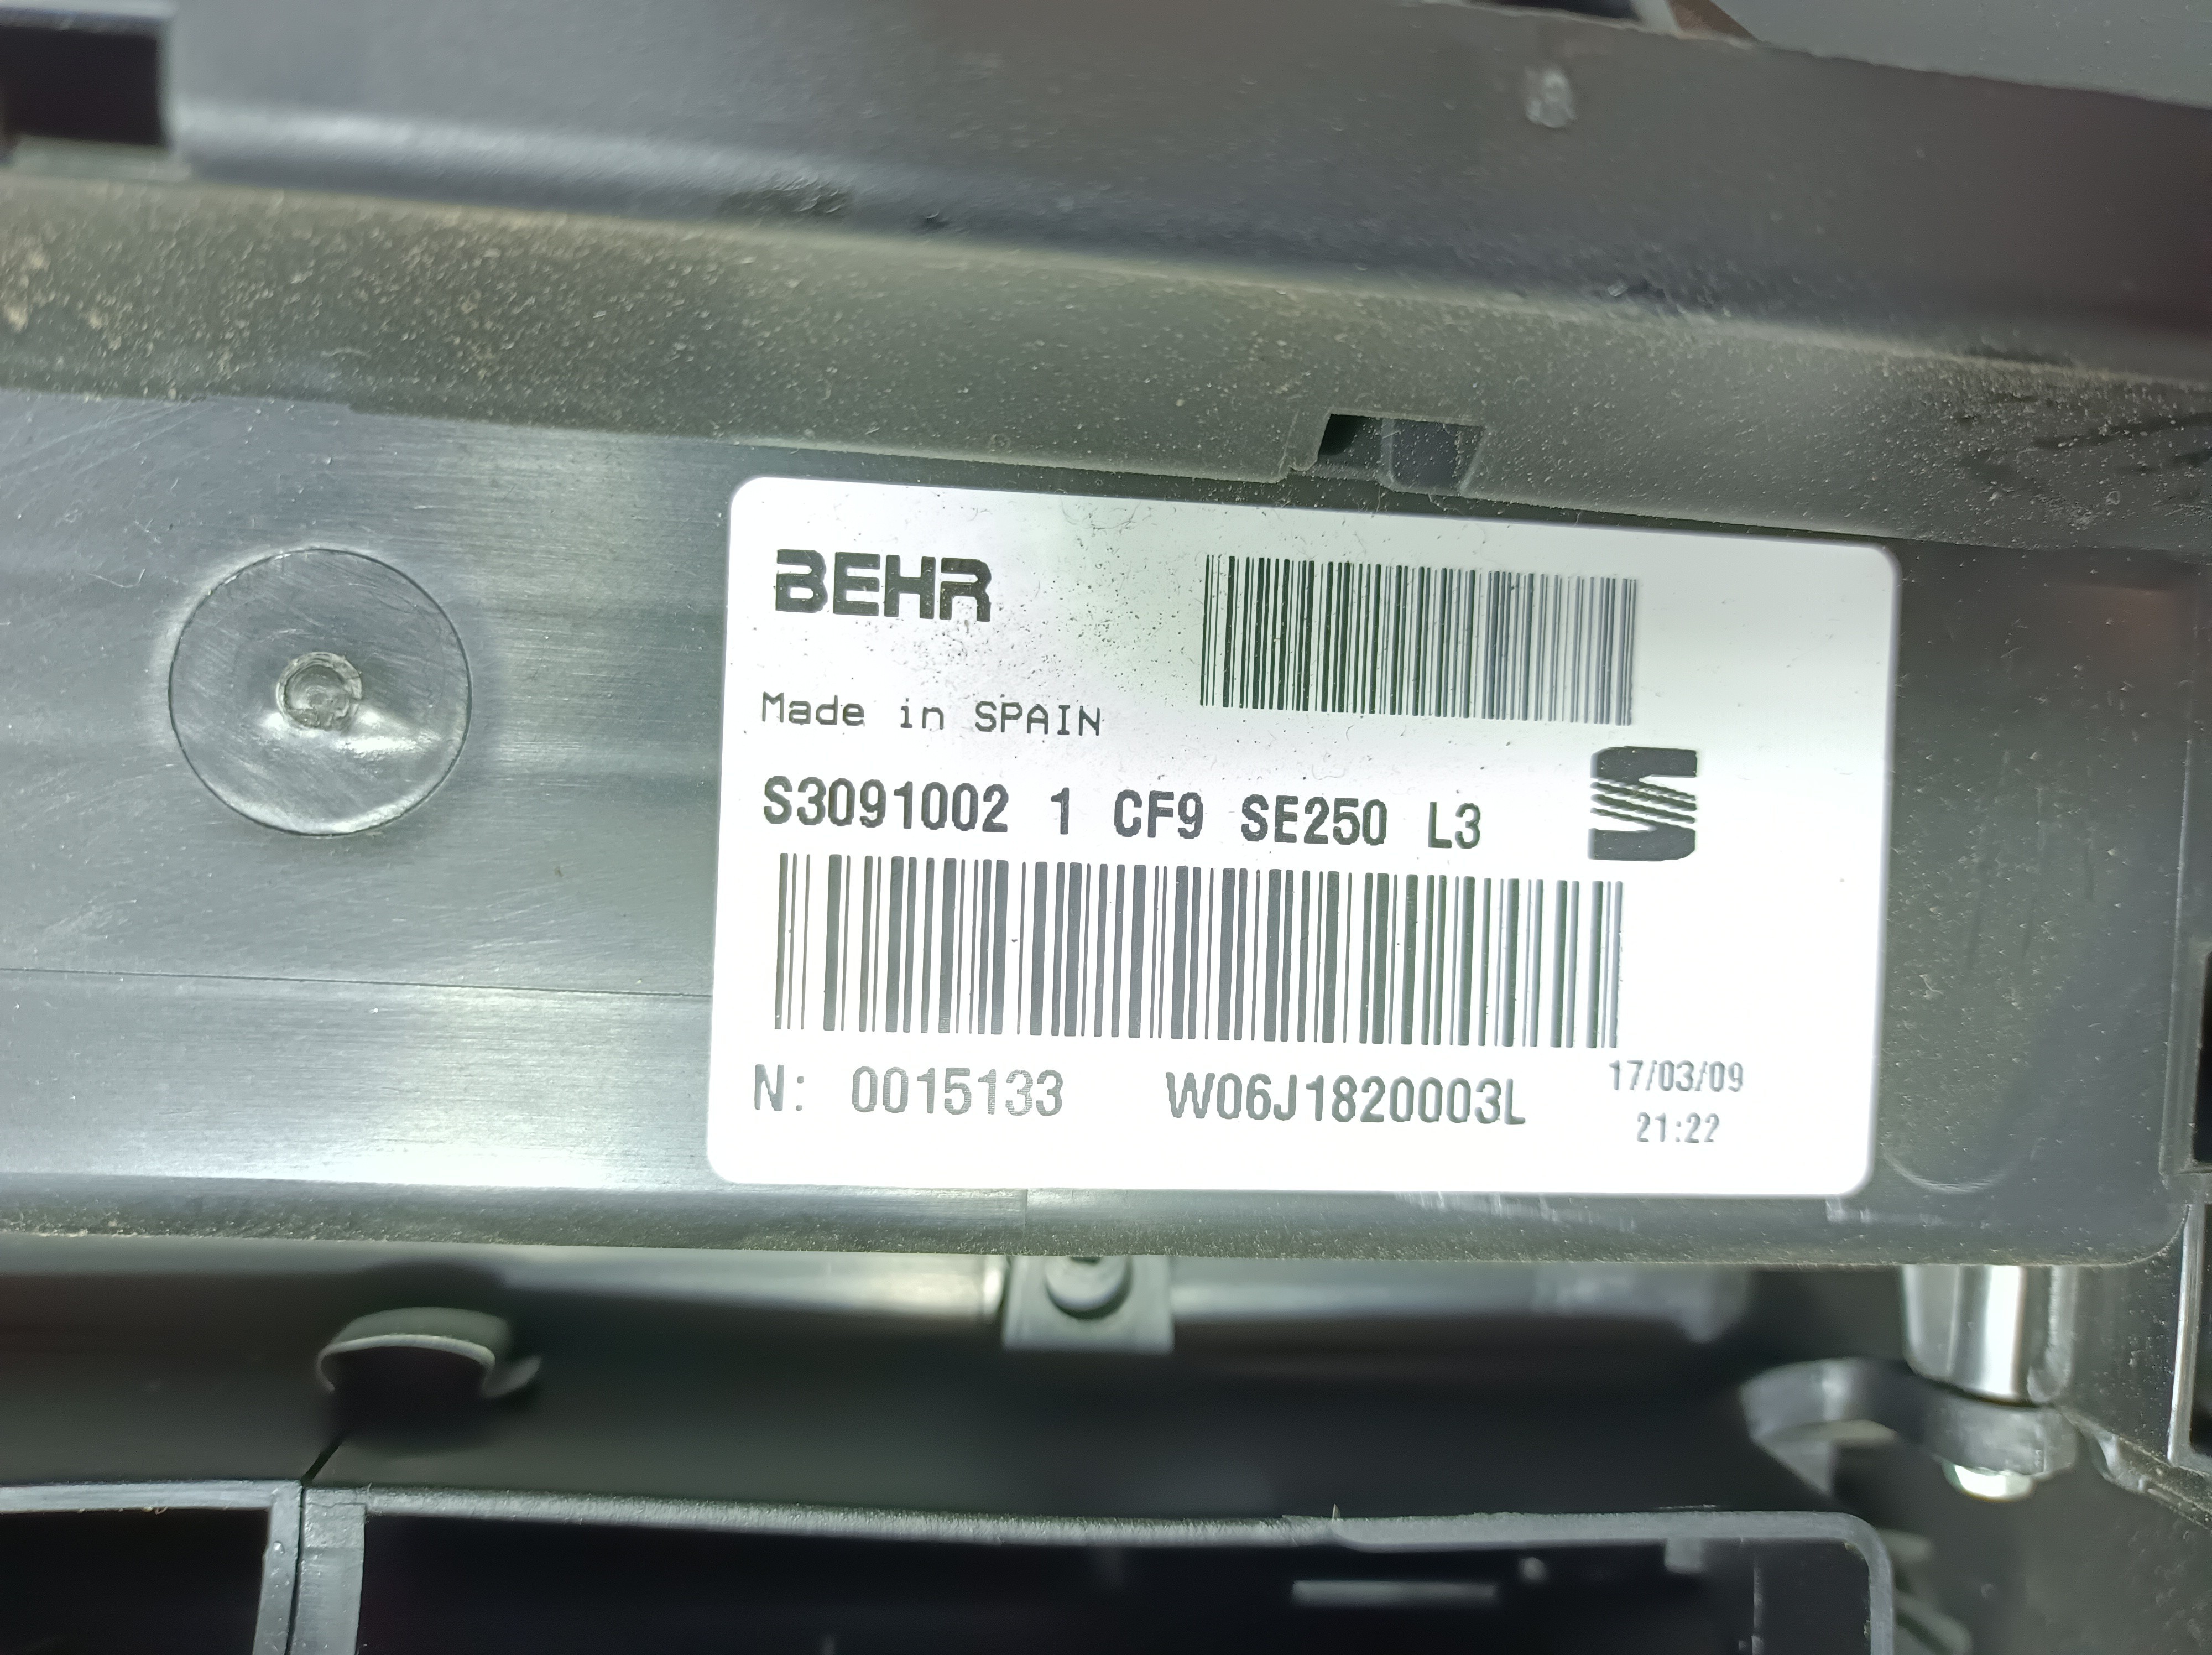 BEHR
Made in SPAIN
S3091002 1 CF9 SE250 L3
N: 0015133 W06J1820003L 17/03/09
21:22